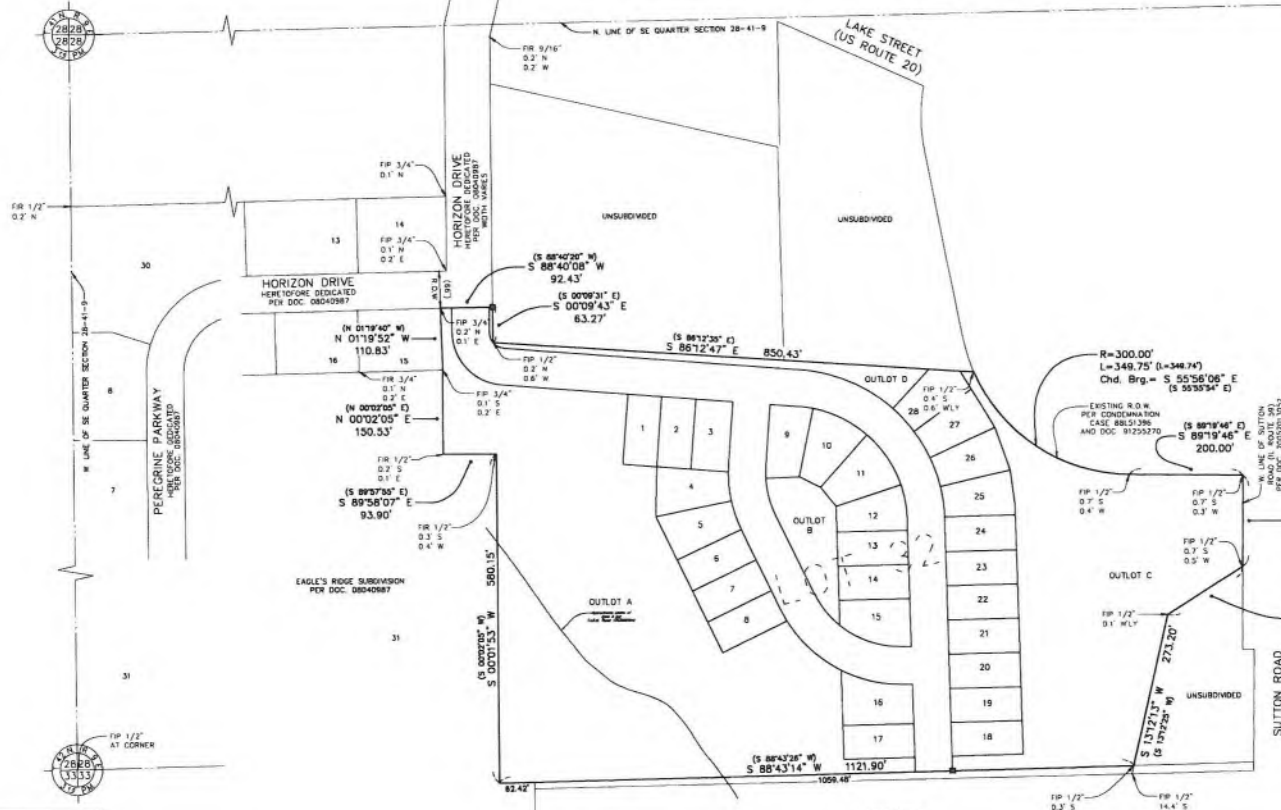 N. LINE OF SE QUARTER SECTION 28-41-9
LAKE STREET
(US ROUTE 20)
28 28
28 28
FIR 9/16"
0.2' N
0.2' W
FIP 3/4"
0.1' N
FIR 1/2"
0.2' N
HORIZON DRIVE
HERETOFORE DEDICATED
PER DOC. 08040987
WIDTH VARIES
UNSUBDIVIDED
UNSUBDIVIDED
14
13
FIP 3/4"
0.1' N
0.2' E
30
HORIZON DRIVE
HERETOFORE DEDICATED
PER DOC. 08040987
R.O.W.
(66')
(S 88°40'20" W)
S 88°40'08" W
92.43'
(S 00°09'31" E)
S 00°09'43" E
63.27'
W LINE OF SE QUARTER SECTION 28-41-9
(N 01°19'40" W)
N 01°19'52" W
110.83'
FIP 3/4"
0.2' N
0.1' E
(S 86°12'35" E)
S 86°12'47" E 850.43'
16
15
FIP 1/2"
0.2' N
0.6' W
R=300.00'
L=349.75' (L=349.74')
Chd. Brg.= S 55°56'06" E
(S 55°55'54" E)
FIR 3/4"
0.1' N
0.2' E
FIP 3/4"
0.1' S
0.2' E
8
OUTLOT D
FIP 1/2"
0.4' S
0.6' WLY
EXISTING R.O.W.
PER CONDEMNATION
CASE 88L51396
AND DOC. 91255270
(N 00°02'05" E)
N 00°02'05" E
150.53'
PEREGRINE PARKWAY
HERETOFORE DEDICATED
PER DOC. 08040987
28
27
26
25
24
23
22
21
20
19
18
(S 89°19'46" E)
S 89°19'46" E
200.00'
W. LINE OF SUTTON
ROAD (IL ROUTE 59)
1
2
3
4
5
6
7
8
9
10
11
12
13
14
15
16
17
OUTLOT
B
FIR 1/2"
0.2' S
0.1' E
(S 89°57'55" E)
S 89°58'07" E
93.90'
7
FIR 1/2"
0.3' S
0.4' W
FIP 1/2"
0.7' S
0.4' W
FIP 1/2"
0.7' S
0.3' W
FIP 1/2"
0.7' S
0.5' W
EAGLE'S RIDGE SUBDIVISION
PER DOC. 08040987
580.15'
(S 00°02'05" W)
S 00°01'53" W
OUTLOT A
OUTLOT C
FIP 1/2"
0.1' W'LY
31
31
273.20'
S 13°12'13" W
(S 13°12'25" W)
UNSUBDIVIDED
SUTTON ROAD
FIP 1/2"
AT CORNER
28 28
33 33
(S 88°43'26" W)
S 88°43'14" W 1121.90'
62.42'
1059.48'
FIP 1/2"
0.3' S
FIP 1/2"
14.4' S